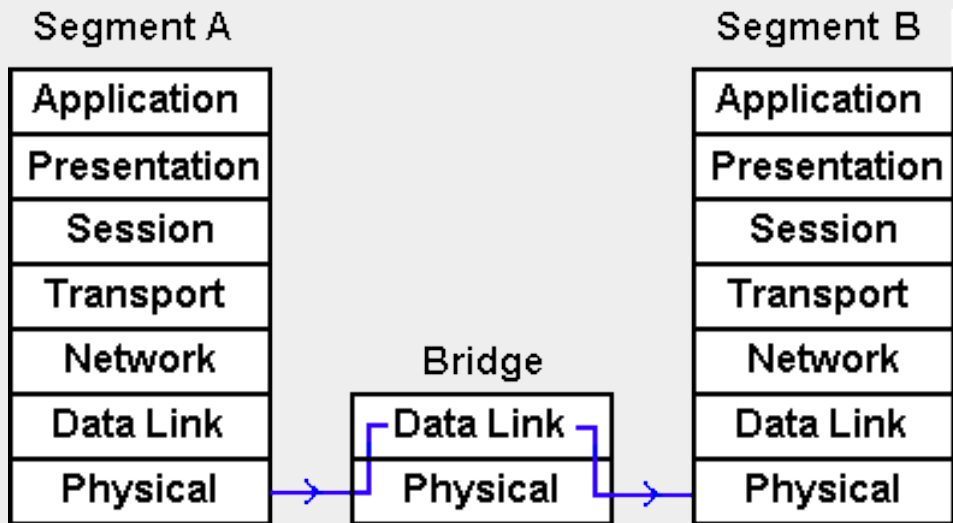 Segment A
Application
Presentation
Session
Transport
Network
Data Link
Physical
Bridge
Data Link
Physical
Segment B
Application
Presentation
Session
Transport
Network
Data Link
Physical